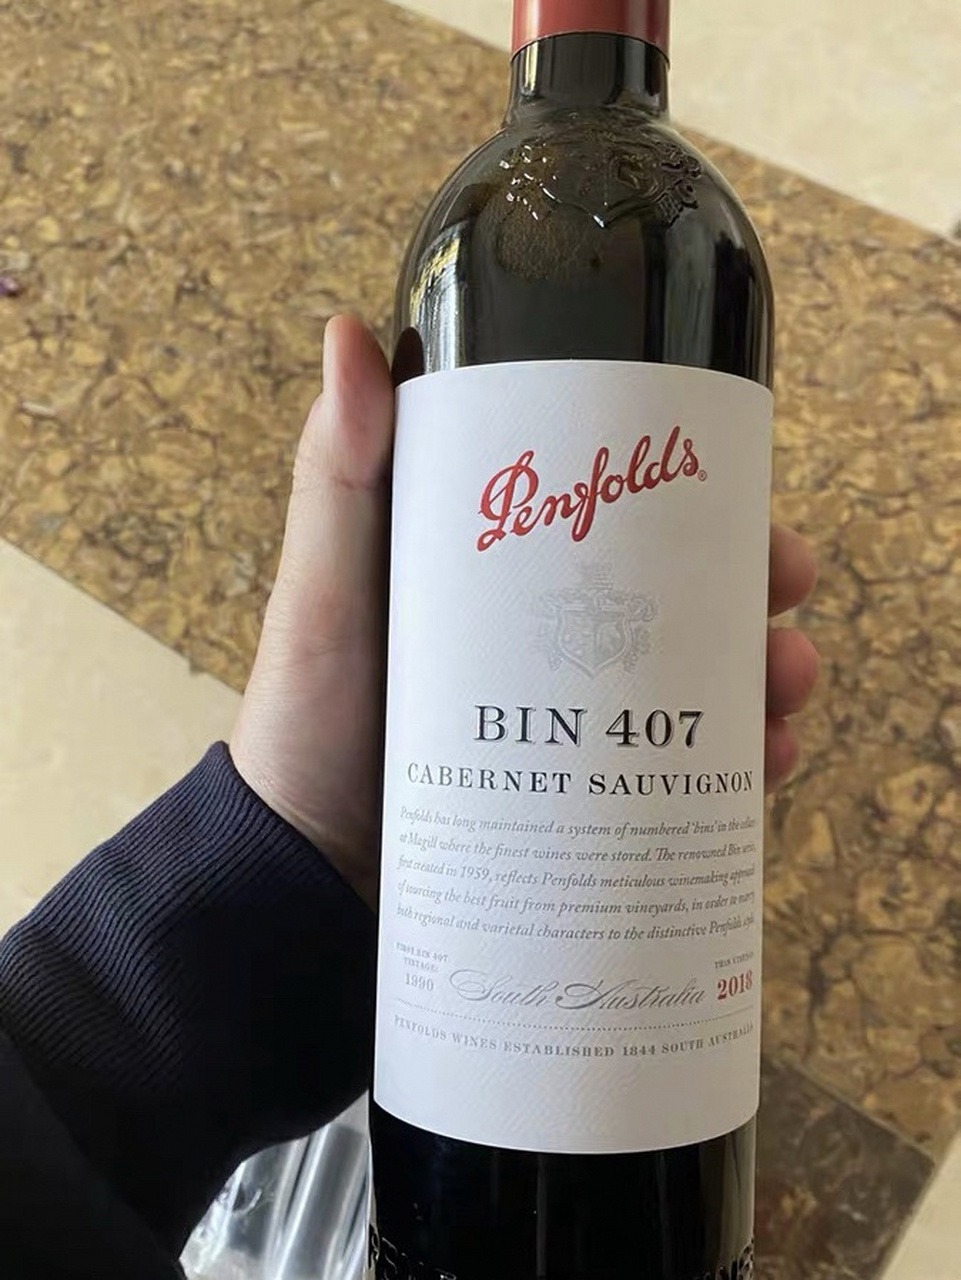 Penfolds®
BIN 407
CABERNET SAUVIGNON
Penfolds has long maintained a system of numbered 'bins' in the cellars
at Magill where the finest wines were stored. The renowned Bin series,
first created in 1959, reflects Penfolds meticulous winemaking approach
of sourcing the best fruit from premium vineyards, in order to marry
both regional and varietal characters to the distinctive Penfolds style.
FIRST BIN 407
VINTAGE:
1990
South Australia
THIS VINTAGE
2018
PENFOLDS WINES ESTABLISHED 1844 SOUTH AUSTRALIA